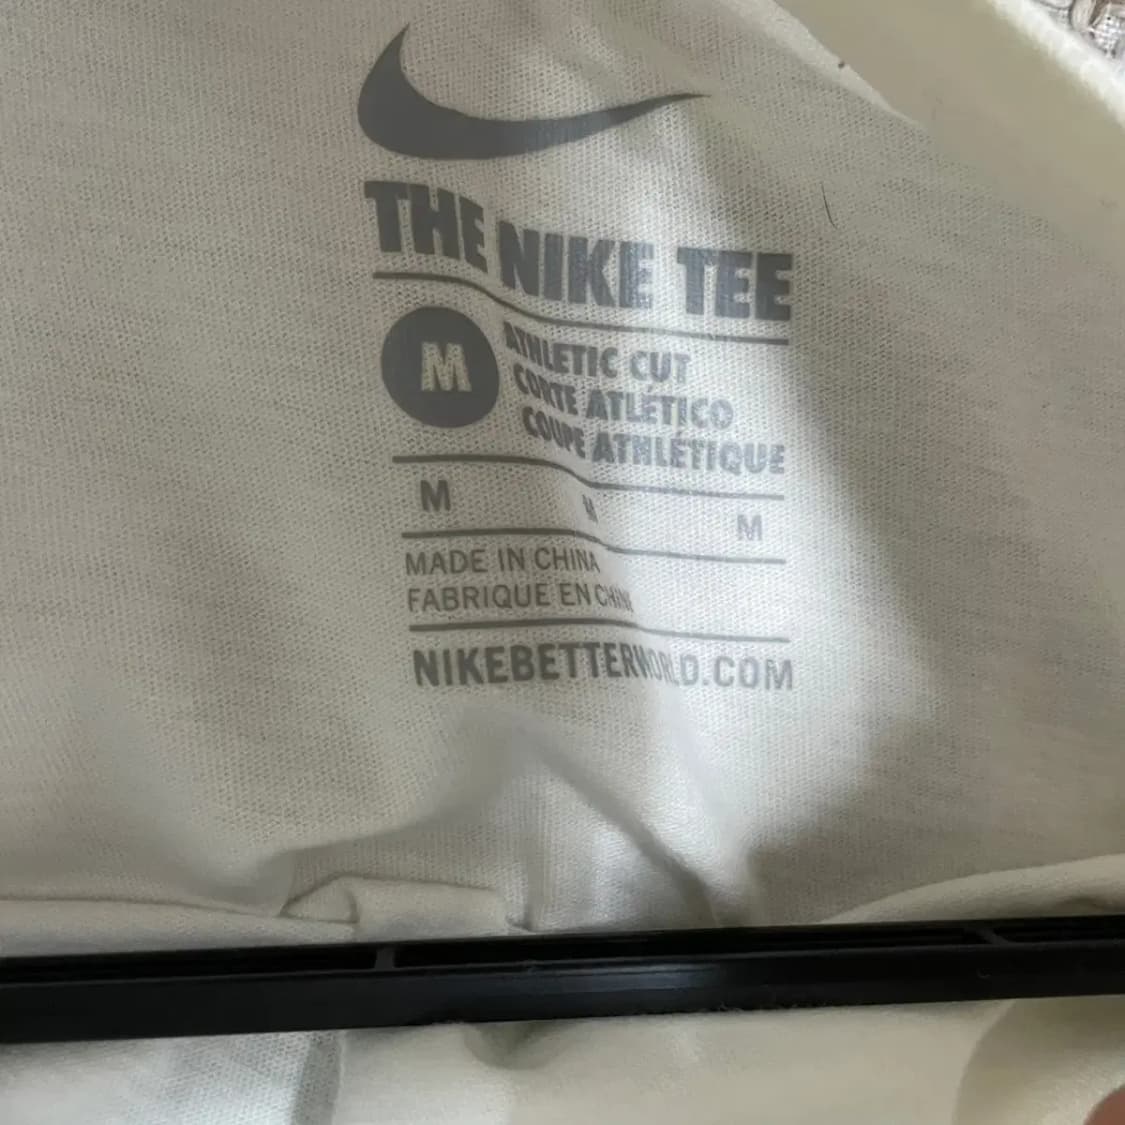 THE NIKE TEE
M
ATHLETIC CUT
CORTE ATLÉTICO
COUPE ATHLÉTIQUE
M M M
MADE IN CHINA
FABRIQUE EN CHINE
NIKEBETTERWORLD.COM